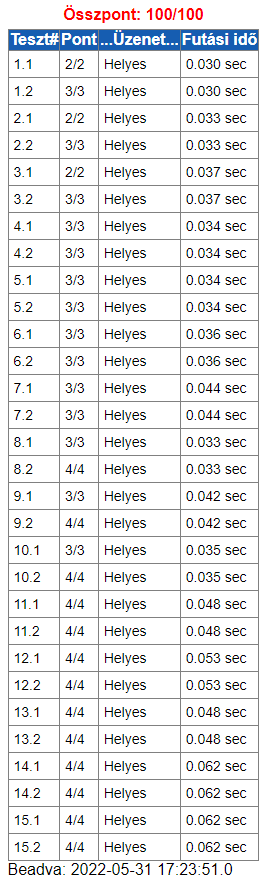 Összpont: 100/100
Teszt# Pont ...Üzenet... Futási idő
1.1 2/2 Helyes 0.030 sec
1.2 3/3 Helyes 0.030 sec
2.1 2/2 Helyes 0.033 sec
2.2 3/3 Helyes 0.033 sec
3.1 2/2 Helyes 0.037 sec
3.2 3/3 Helyes 0.037 sec
4.1 3/3 Helyes 0.034 sec
4.2 3/3 Helyes 0.034 sec
5.1 3/3 Helyes 0.034 sec
5.2 3/3 Helyes 0.034 sec
6.1 3/3 Helyes 0.036 sec
6.2 3/3 Helyes 0.036 sec
7.1 3/3 Helyes 0.044 sec
7.2 3/3 Helyes 0.044 sec
8.1 3/3 Helyes 0.033 sec
8.2 4/4 Helyes 0.033 sec
9.1 3/3 Helyes 0.042 sec
9.2 4/4 Helyes 0.042 sec
10.1 3/3 Helyes 0.035 sec
10.2 4/4 Helyes 0.035 sec
11.1 4/4 Helyes 0.048 sec
11.2 4/4 Helyes 0.048 sec
12.1 4/4 Helyes 0.053 sec
12.2 4/4 Helyes 0.053 sec
13.1 4/4 Helyes 0.048 sec
13.2 4/4 Helyes 0.048 sec
14.1 4/4 Helyes 0.062 sec
14.2 4/4 Helyes 0.062 sec
15.1 4/4 Helyes 0.062 sec
15.2 4/4 Helyes 0.062 sec
Beadva: 2022-05-31 17:23:51.0